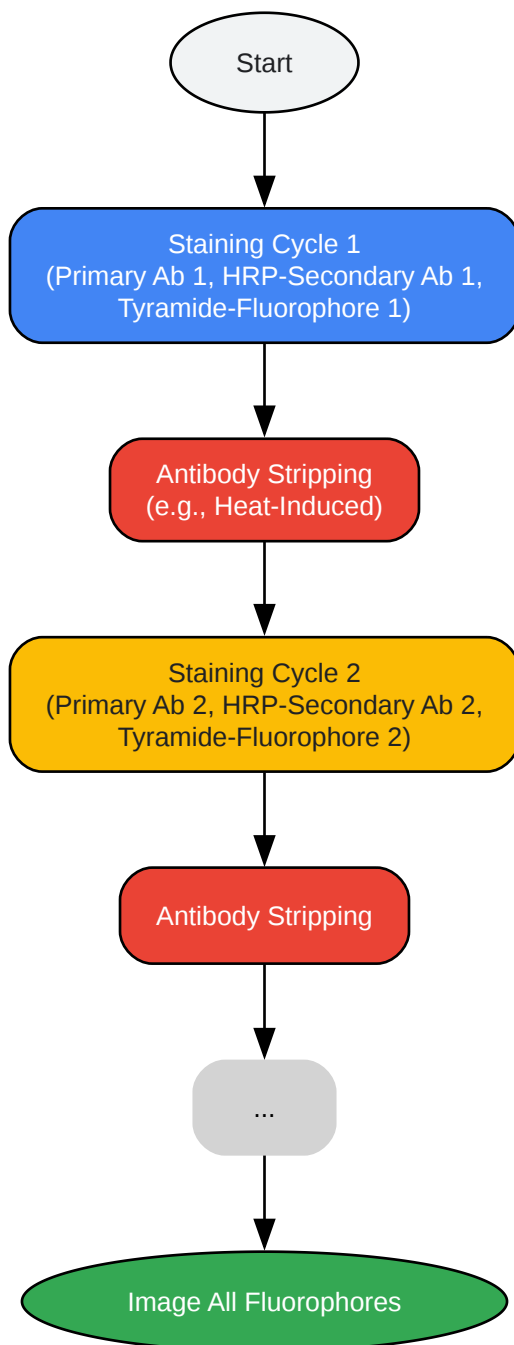 Start
Staining Cycle 1
(Primary Ab 1, HRP-Secondary Ab 1,
Tyramide-Fluorophore 1)
Antibody Stripping
(e.g., Heat-Induced)
Staining Cycle 2
(Primary Ab 2, HRP-Secondary Ab 2,
Tyramide-Fluorophore 2)
Antibody Stripping
...
Image All Fluorophores